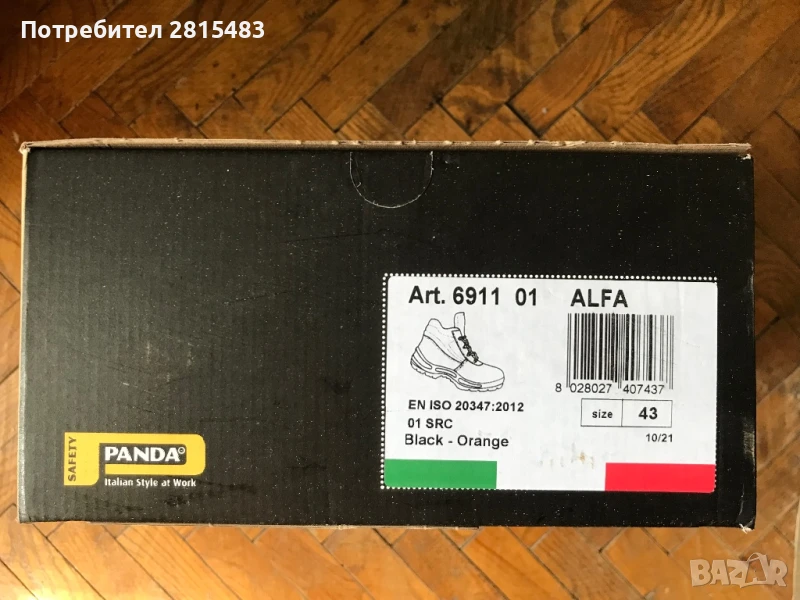 Потребител 2815483
Art. 6911 01 ALFA
8 028027 407437
EN ISO 20347:2012
01 SRC
Black - Orange
size 43
10/21
SAFETY
PANDA®
Italian Style at Work
BAZAR